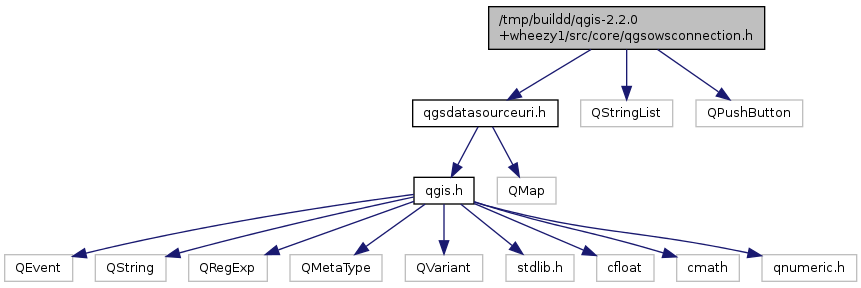 /tmp/buildd/qgis-2.2.0
+wheezy1/src/core/qgsowsconnection.h
qgsdatasourceuri.h
QStringList
QPushButton
qgis.h
QMap
QEvent
QString
QRegExp
QMetaType
QVariant
stdlib.h
cfloat
cmath
qnumeric.h